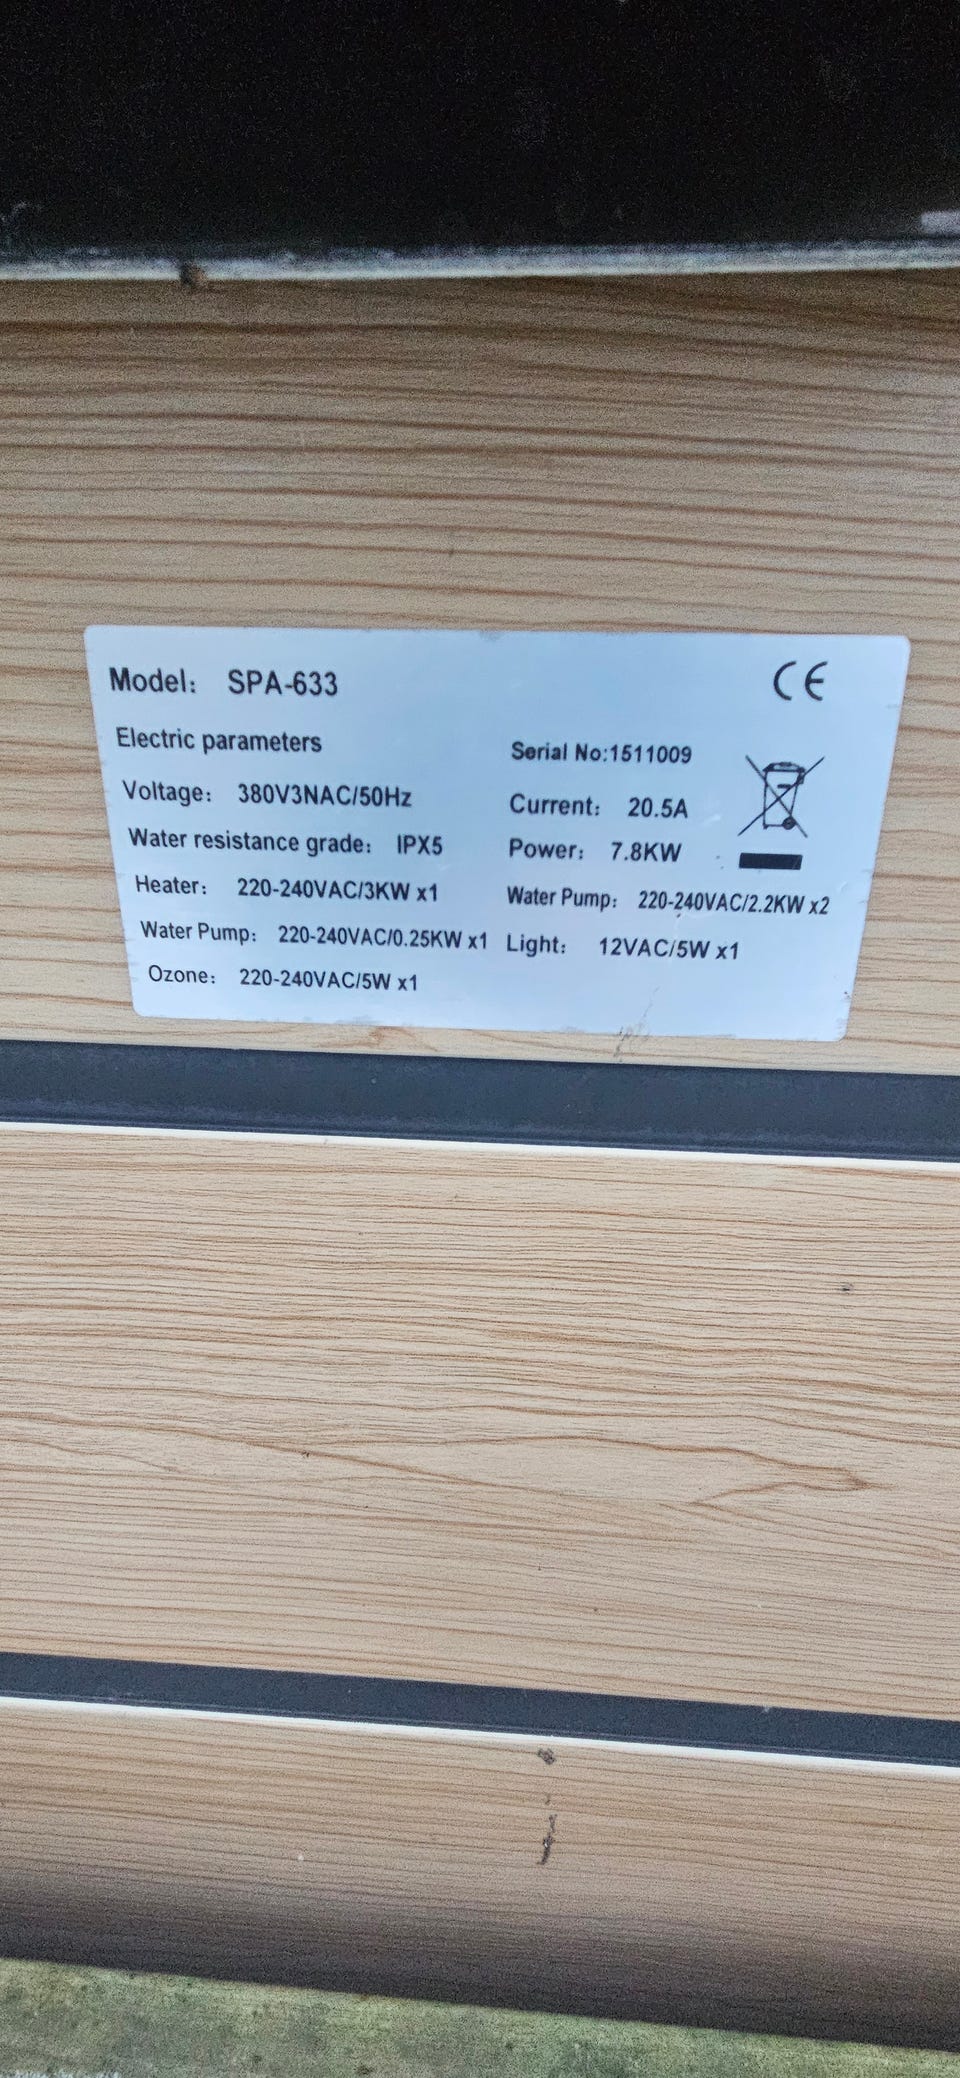 Model: SPA-633
CE
Electric parameters
Serial No:1511009
Voltage: 380V3NAC/50Hz
Current: 20.5A
Water resistance grade: IPX5
Power: 7.8KW
Heater: 220-240VAC/3KW x1
Water Pump: 220-240VAC/2.2KW x2
Water Pump: 220-240VAC/0.25KW x1
Light: 12VAC/5W x1
Ozone: 220-240VAC/5W x1